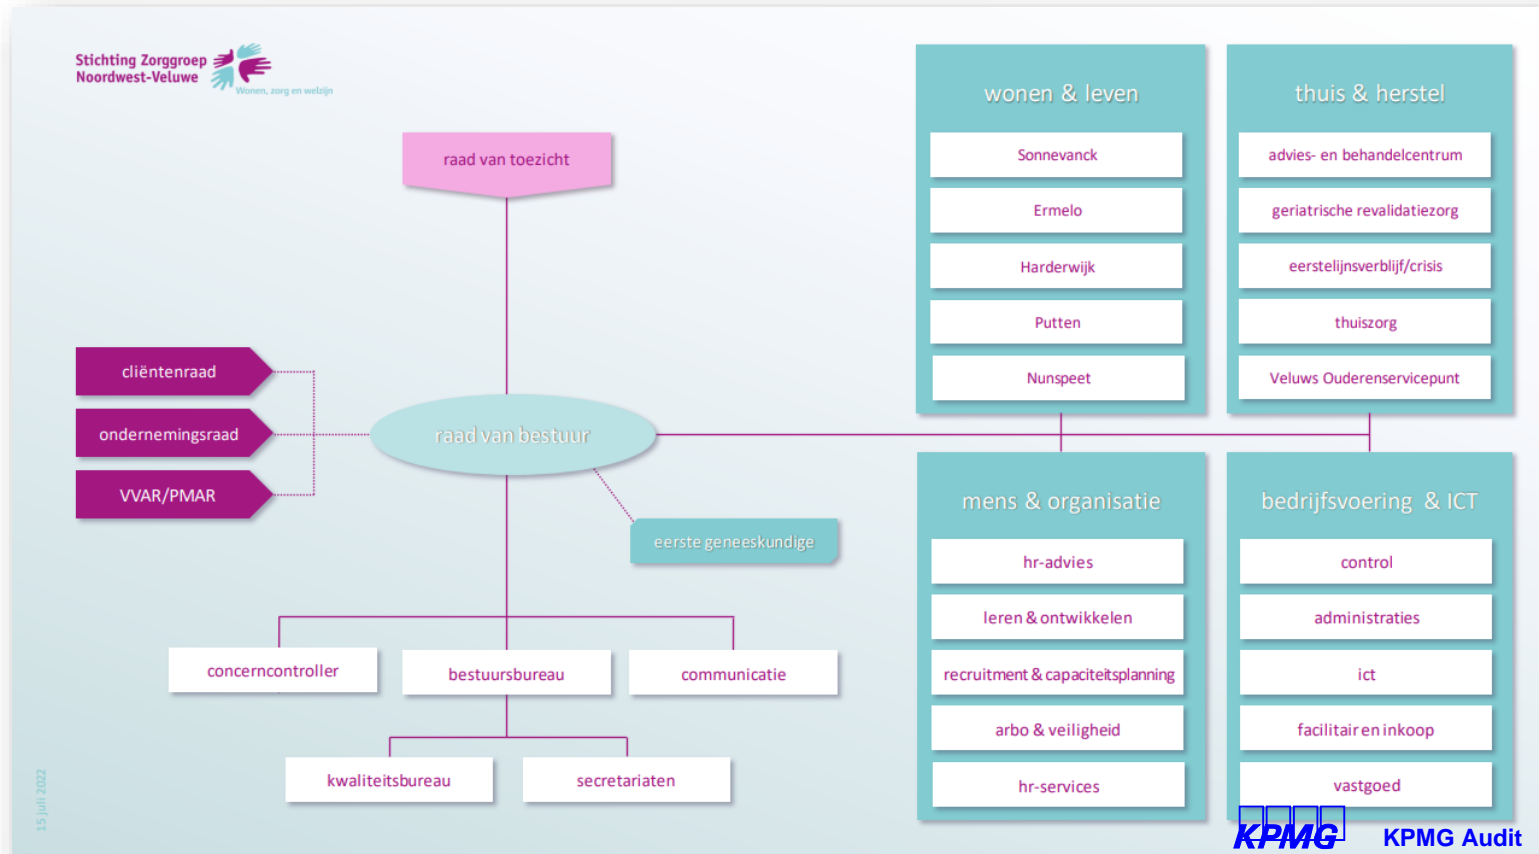 Stichting Zorggroep
Noordwest-Veluwe
Wonen, zorg en welzijn
raad van toezicht
cliëntenraad
ondernemingsraad
VVAR/PMAR
raad van bestuur
eerste geneeskundige
concerncontroller
bestuursbureau
communicatie
kwaliteitsbureau
secretariaten
wonen & leven
Sonnevanck
Ermelo
Harderwijk
Putten
Nunspeet
thuis & herstel
advies- en behandelcentrum
geriatrische revalidatiezorg
eerstelijnsverblijf/crisis
thuiszorg
Veluws Ouderenservicepunt
mens & organisatie
hr-advies
leren & ontwikkelen
recruitment & capaciteitsplanning
arbo & veiligheid
hr-services
bedrijfsvoering & ICT
control
administraties
ict
facilitair en inkoop
vastgoed
15 juli 2022
KPMG
KPMG Audit